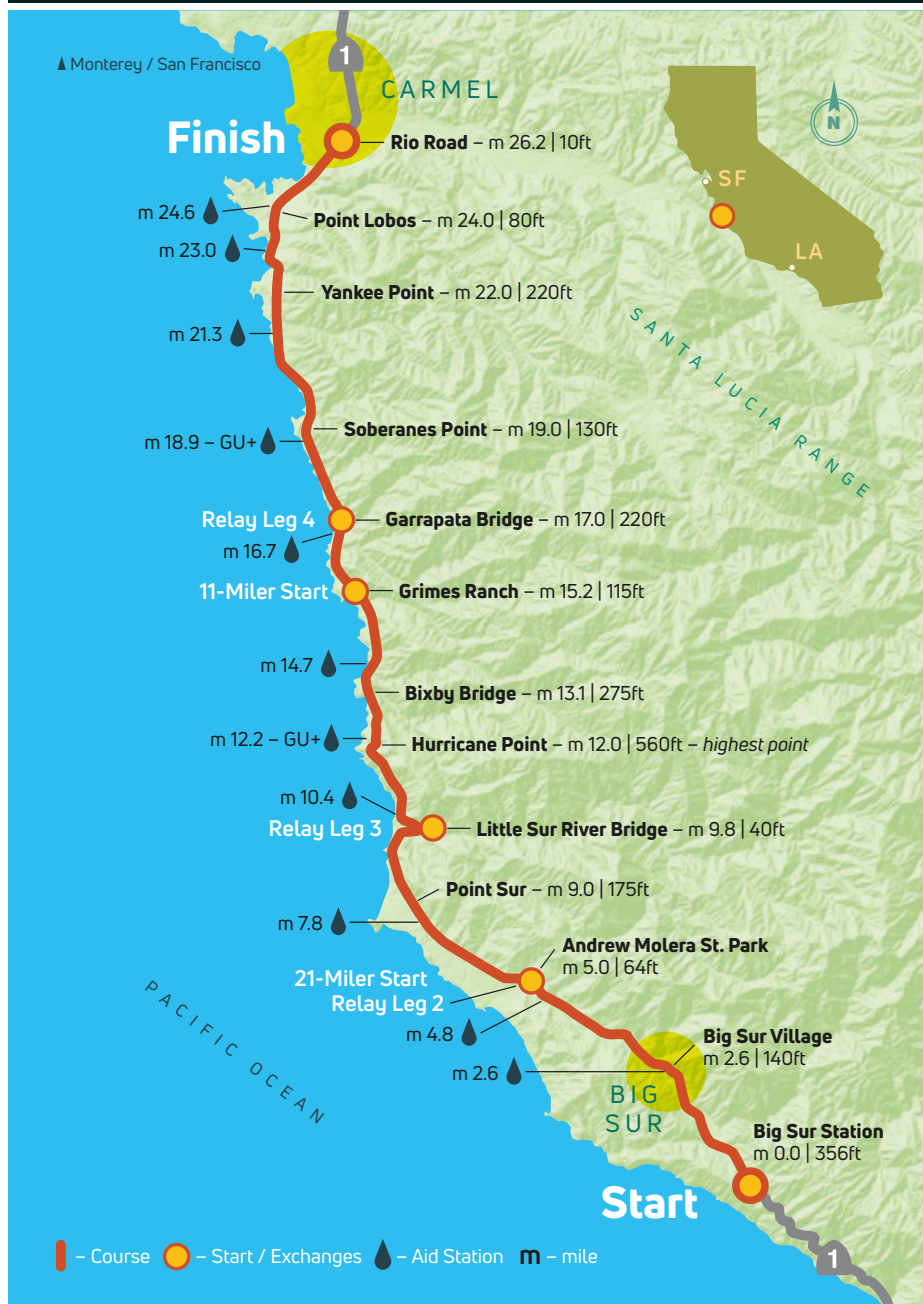 1
Monterey / San Francisco
CARMEL
N
Finish
Rio Road – m 26.2 | 10ft
SF
m 24.6
Point Lobos – m 24.0 | 80ft
m 23.0
LA
Yankee Point – m 22.0 | 220ft
SANTA LUCIA RANGE
m 21.3
Soberanes Point – m 19.0 | 130ft
m 18.9 – GU+
Relay Leg 4
Garrapata Bridge – m 17.0 | 220ft
m 16.7
11-Miler Start
Grimes Ranch – m 15.2 | 115ft
m 14.7
Bixby Bridge – m 13.1 | 275ft
m 12.2 – GU+
Hurricane Point – m 12.0 | 560ft – highest point
m 10.4
Relay Leg 3
Little Sur River Bridge – m 9.8 | 40ft
Point Sur – m 9.0 | 175ft
m 7.8
Andrew Molera St. Park
m 5.0 | 64ft
21-Miler Start
Relay Leg 2
PACIFIC OCEAN
m 4.8
Big Sur Village
m 2.6 | 140ft
m 2.6
BIG
SUR
Big Sur Station
m 0.0 | 356ft
Start
– Course – Start / Exchanges – Aid Station m – mile
1